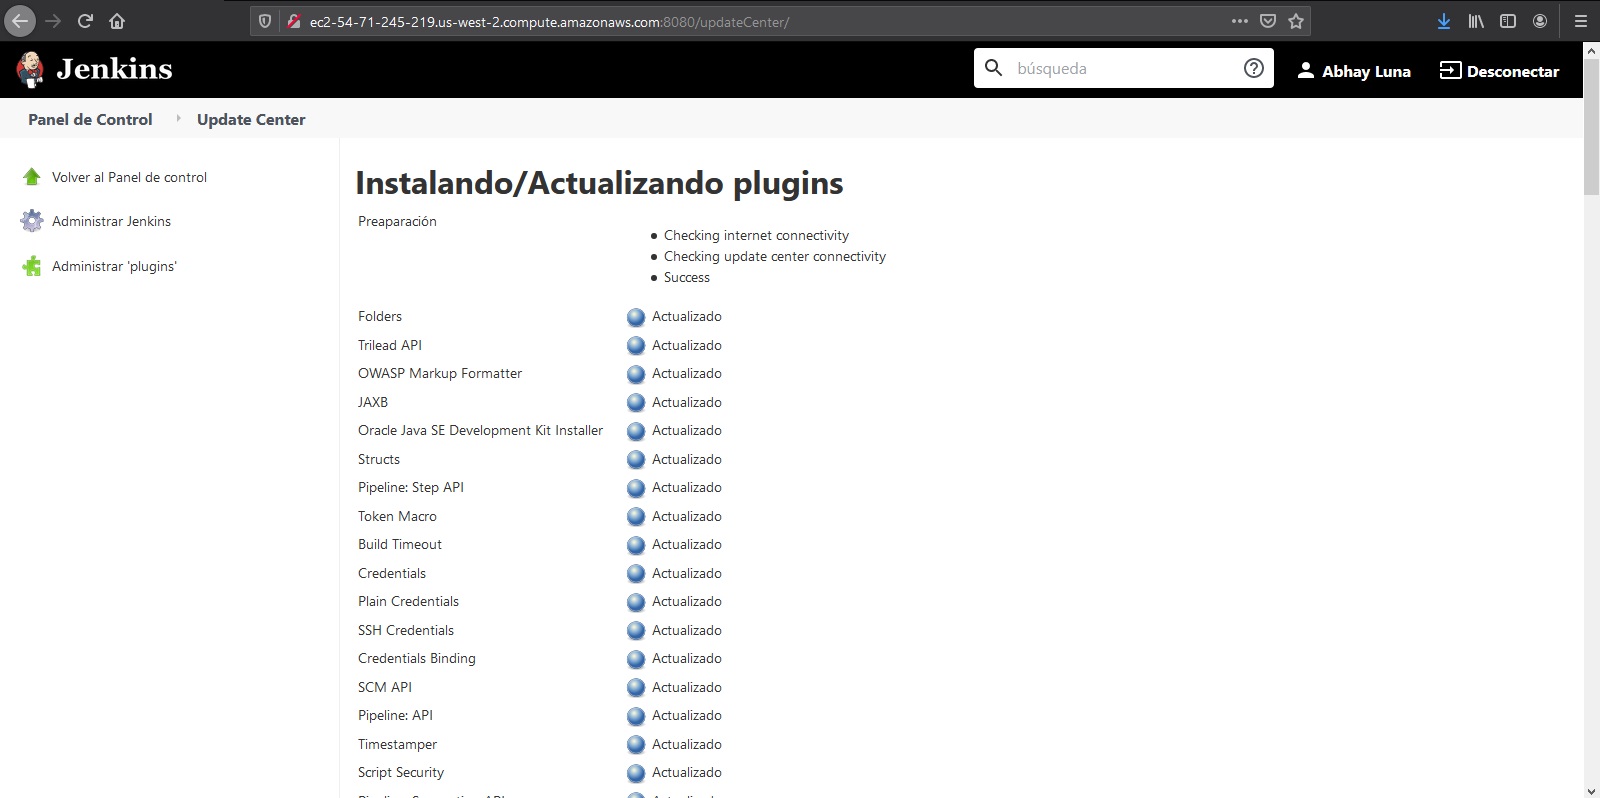 ec2-54-71-245-219.us-west-2.compute.amazonaws.com:8080/updateCenter/
Jenkins
búsqueda
Abhay Luna
Desconectar
Panel de Control
Update Center
Volver al Panel de control
Administrar Jenkins
Administrar 'plugins'
Instalando/Actualizando plugins
Preaparación
Checking internet connectivity
Checking update center connectivity
Success
Folders Actualizado
Trilead API Actualizado
OWASP Markup Formatter Actualizado
JAXB Actualizado
Oracle Java SE Development Kit Installer Actualizado
Structs Actualizado
Pipeline: Step API Actualizado
Token Macro Actualizado
Build Timeout Actualizado
Credentials Actualizado
Plain Credentials Actualizado
SSH Credentials Actualizado
Credentials Binding Actualizado
SCM API Actualizado
Pipeline: API Actualizado
Timestamper Actualizado
Script Security Actualizado